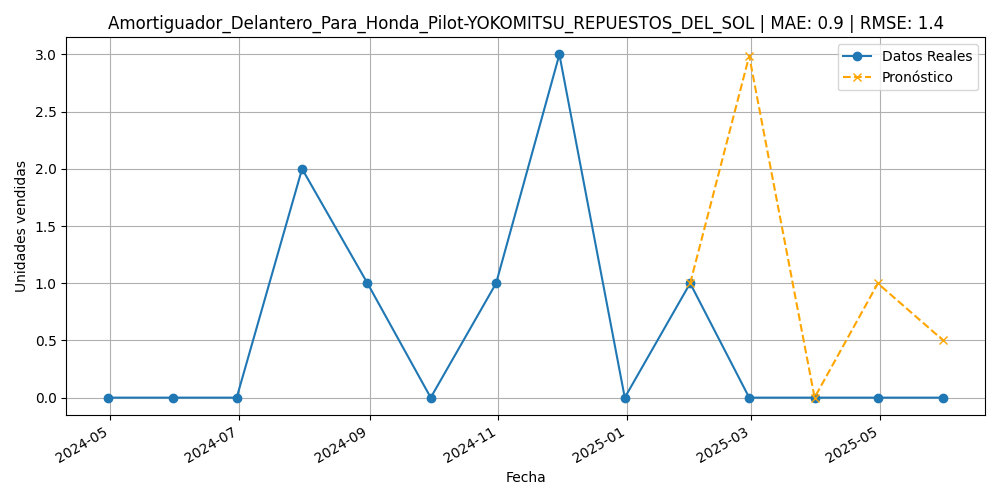 Amortiguador_Delantero_Para_Honda_Pilot-YOKOMITSU_REPUESTOS_DEL_SOL | MAE: 0.9 | RMSE: 1.4
Datos Reales
Pronóstico
Unidades vendidas
3.0
2.5
2.0
1.5
1.0
0.5
0.0
2024-05
2024-07
2024-09
2024-11
2025-01
2025-03
2025-05
Fecha